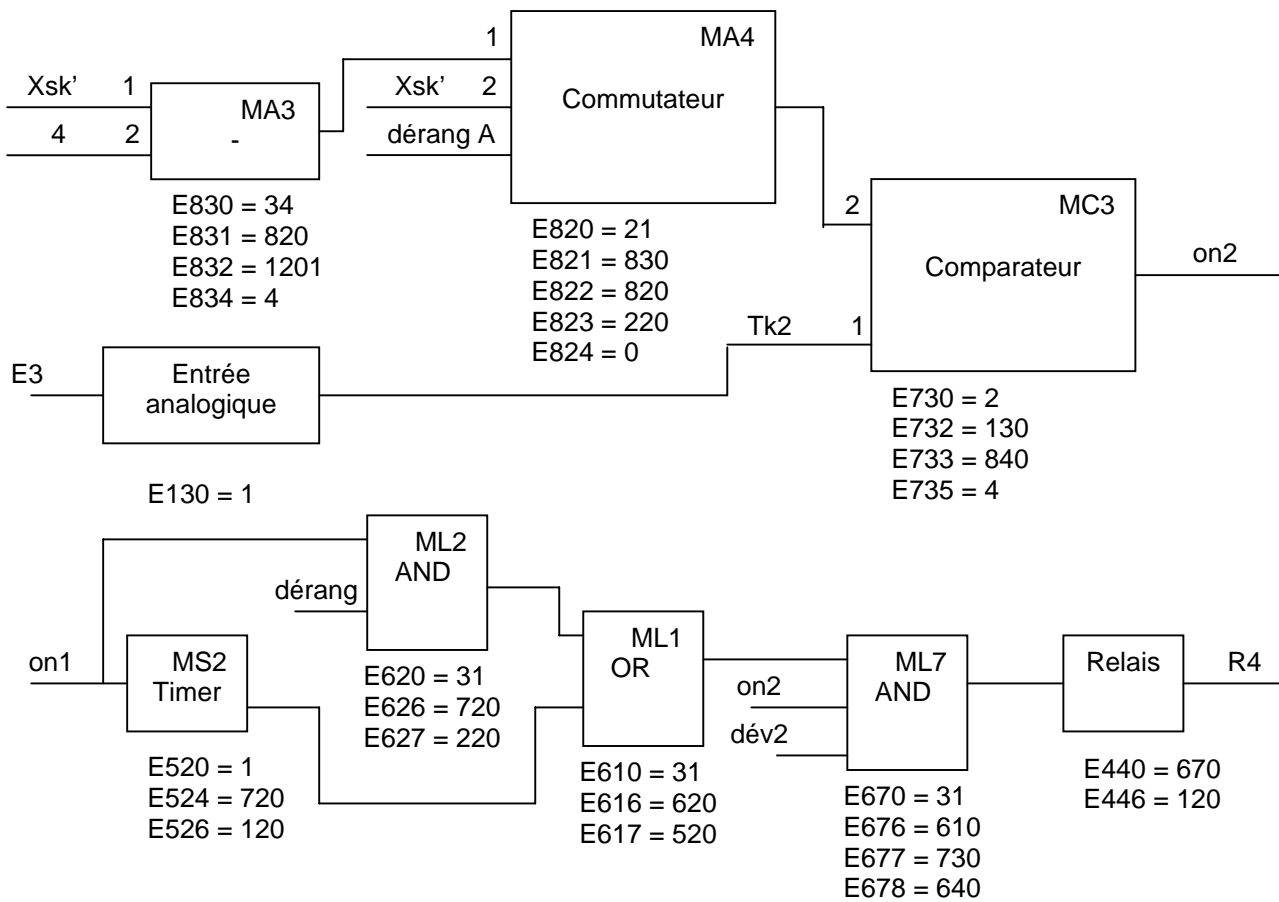 1
MA4
Xsk’ 1
MA3
-
4 2
Xsk’ 2
dérang A
Commutateur
E830 = 34
E831 = 820
E832 = 1201
E834 = 4
E820 = 21
E821 = 830
E822 = 820
E823 = 220
E824 = 0
2
MC3
Comparateur
on2
Tk2 1
E3
Entrée
analogique
E130 = 1
E730 = 2
E732 = 130
E733 = 840
E735 = 4
ML2
AND
dérang
on1
MS2
Timer
E620 = 31
E626 = 720
E627 = 220
ML1
OR
on2
dév2
ML7
AND
Relais
R4
E520 = 1
E524 = 720
E526 = 120
E610 = 31
E616 = 620
E617 = 520
E670 = 31
E676 = 610
E677 = 730
E678 = 640
E440 = 670
E446 = 120